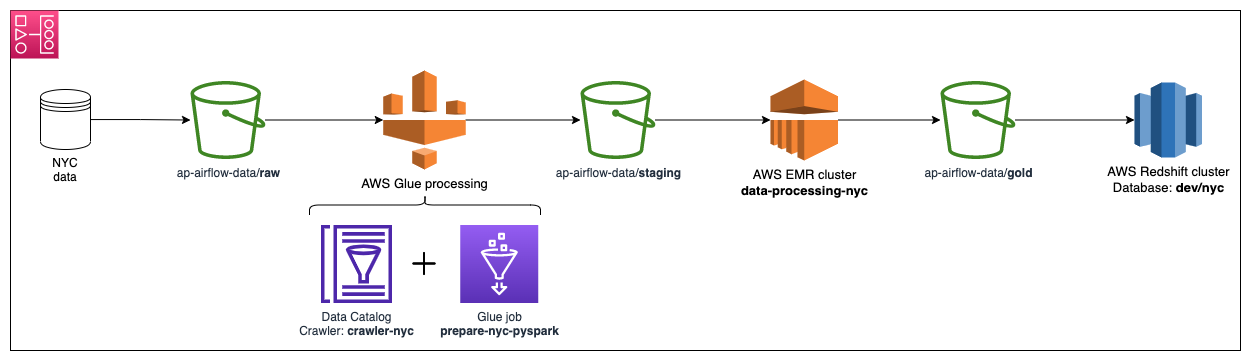 NYC
data
ap-airflow-data/raw
AWS Glue processing
ap-airflow-data/staging
AWS EMR cluster
data-processing-nyc
ap-airflow-data/gold
AWS Redshift cluster
Database: dev/nyc
Data Catalog
Crawler: crawler-nyc
Glue job
prepare-nyc-pyspark